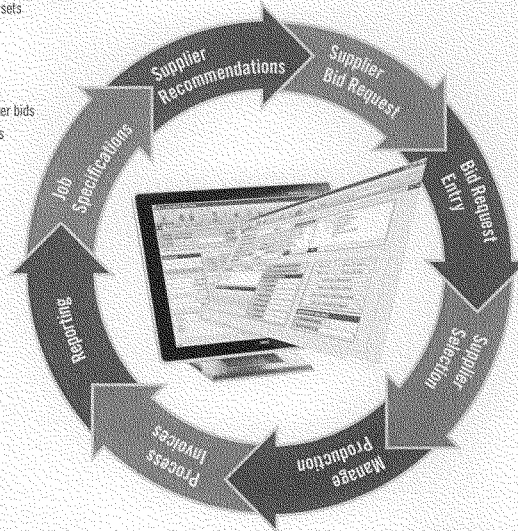 sets
er bids
s
Supplier
Recommendations
Supplier
Bid Request
Bid Request
Entry
Supplier
Selection
Manage
Production
Process
Invoices
Reporting
Job
Specifications